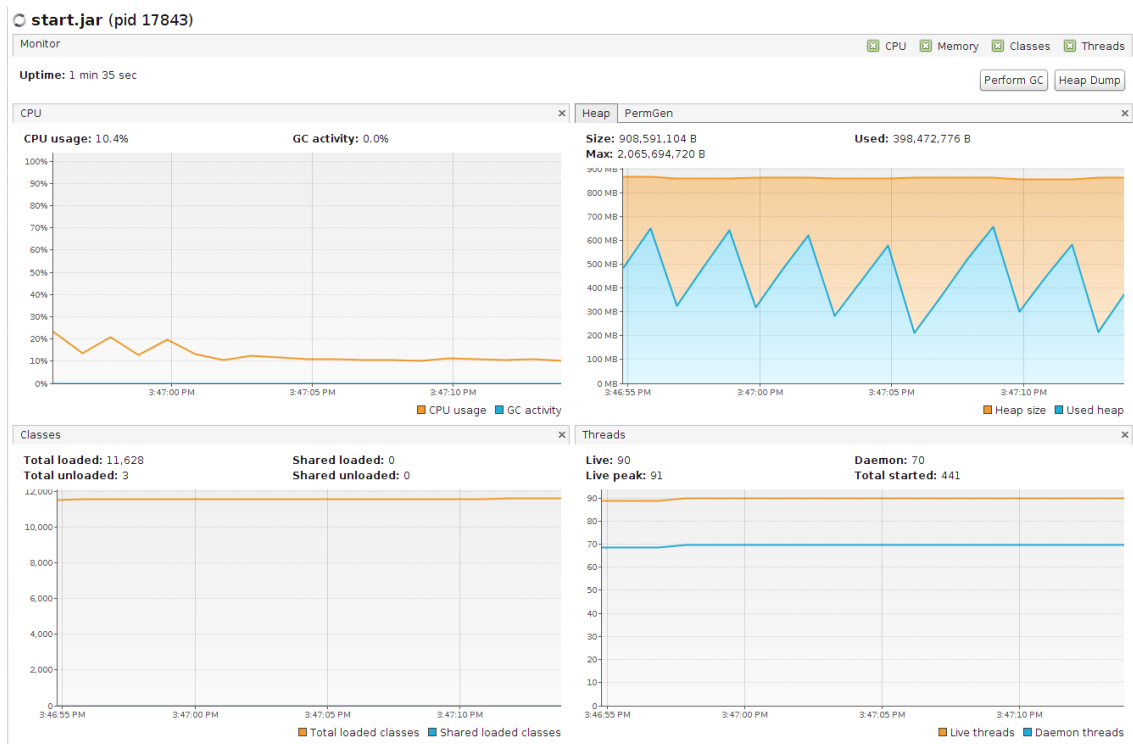 start.jar (pid 17843)
Monitor
CPU Memory Classes Threads
Uptime: 1 min 35 sec
Perform GC Heap Dump
CPU
CPU usage: 10.4% GC activity: 0.0%
100%
90%
80%
70%
60%
50%
40%
30%
20%
10%
0%
3:47:00 PM 3:47:05 PM 3:47:10 PM
CPU usage GC activity
Heap PermGen
Size: 908,591,104 B Used: 398,472,776 B
Max: 2,065,694,720 B
900 MB
800 MB
700 MB
600 MB
500 MB
400 MB
300 MB
200 MB
100 MB
0 MB
3:46:55 PM 3:47:00 PM 3:47:05 PM 3:47:10 PM
Heap size Used heap
Classes
Total loaded: 11,628 Shared loaded: 0
Total unloaded: 3 Shared unloaded: 0
12,000
10,000
8,000
6,000
4,000
2,000
0
3:46:55 PM 3:47:00 PM 3:47:05 PM 3:47:10 PM
Total loaded classes Shared loaded classes
Threads
Live: 90 Daemon: 70
Live peak: 91 Total started: 441
90
80
70
60
50
40
30
20
10
0
3:46:55 PM 3:47:00 PM 3:47:05 PM 3:47:10 PM
Live threads Daemon threads